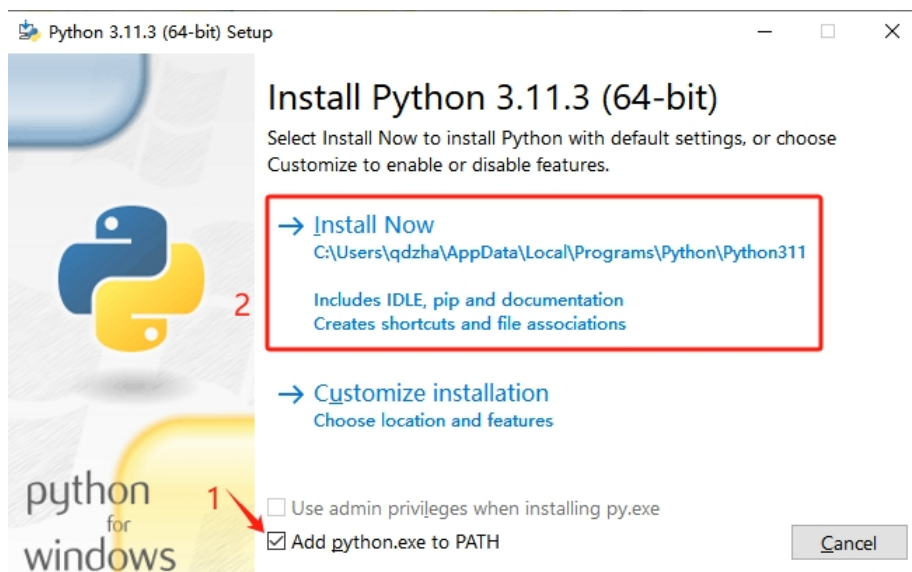 Python 3.11.3 (64-bit) Setup
Install Python 3.11.3 (64-bit)
Select Install Now to install Python with default settings, or choose
Customize to enable or disable features.
Install Now
C:\Users\qdzha\AppData\Local\Programs\Python\Python311
2
Includes IDLE, pip and documentation
Creates shortcuts and file associations
Customize installation
Choose location and features
python
for
windows
1
Use admin privileges when installing py.exe
Add python.exe to PATH
Cancel